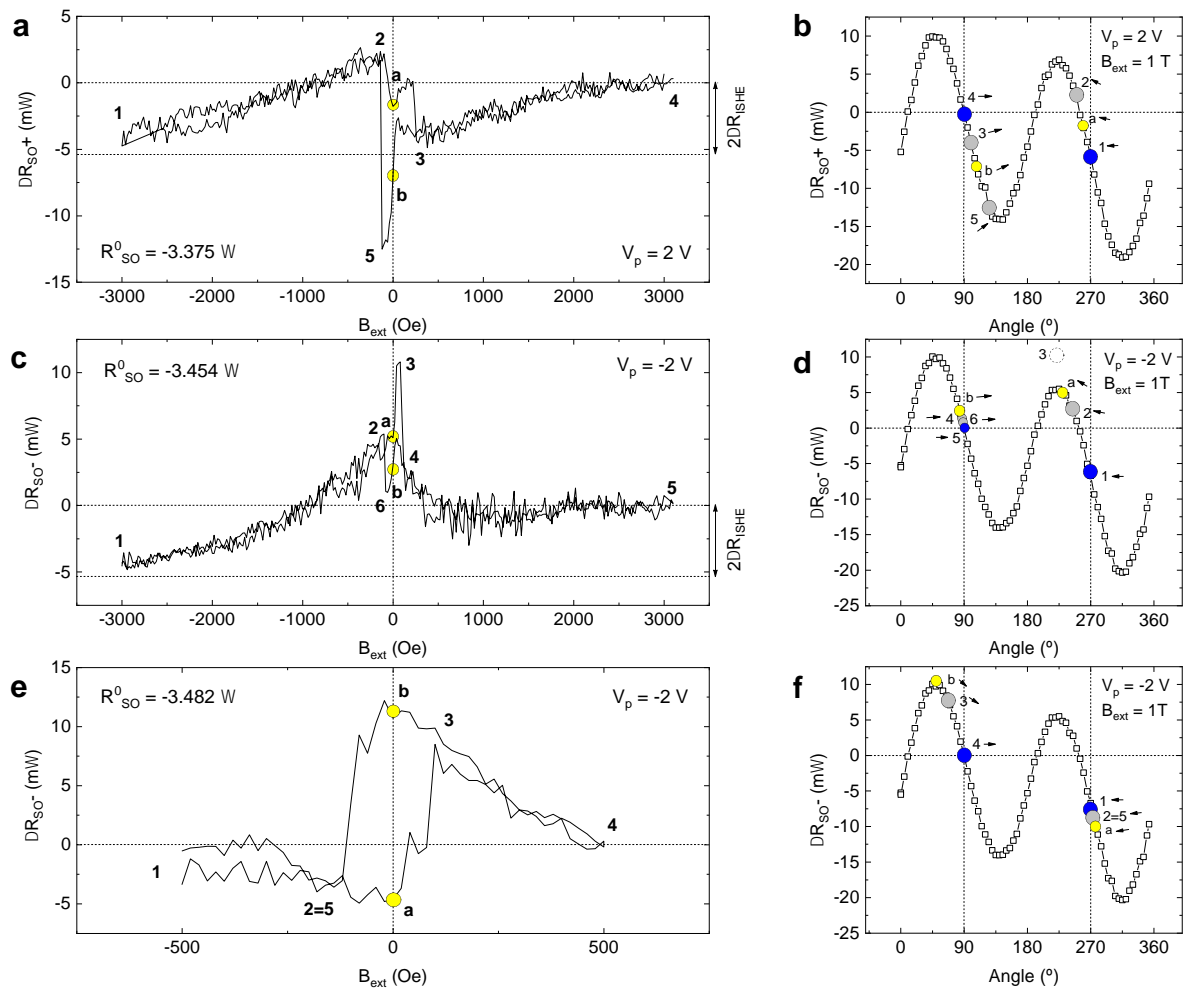 a
5
0
-5
-10
-15
DR_SO+ (mW)
1
2
a
b
3
4
5
R⁰_SO = -3.375 W
V_p = 2 V
2DR_ISHE
-3000 -2000 -1000 0 1000 2000 3000
B_ext (Oe)
b
10
5
0
-5
-10
-15
-20
DR_SO+ (mW)
V_p = 2 V
B_ext = 1 T
4
3
b
5
2
a
1
0 90 180 270 360
Angle (º)
c
10
5
0
-5
DR_SO- (mW)
R⁰_SO = -3.454 W
V_p = -2 V
1
2
a
3
4
b
6
5
2DR_ISHE
-3000 -2000 -1000 0 1000 2000 3000
B_ext (Oe)
d
10
5
0
-5
-10
-15
-20
-25
DR_SO- (mW)
V_p = -2 V
B_ext = 1T
3
a
b
2
4
6
5
1
0 90 180 270 360
Angle (º)
e
15
10
5
0
-5
DR_SO- (mW)
R⁰_SO = -3.482 W
V_p = -2 V
b
3
4
1
2=5
a
-500 0 500
B_ext (Oe)
f
10
5
0
-5
-10
-15
-20
-25
DR_SO- (mW)
V_p = -2 V
B_ext = 1T
b
3
4
1
2=5
a
0 90 180 270 360
Angle (º)